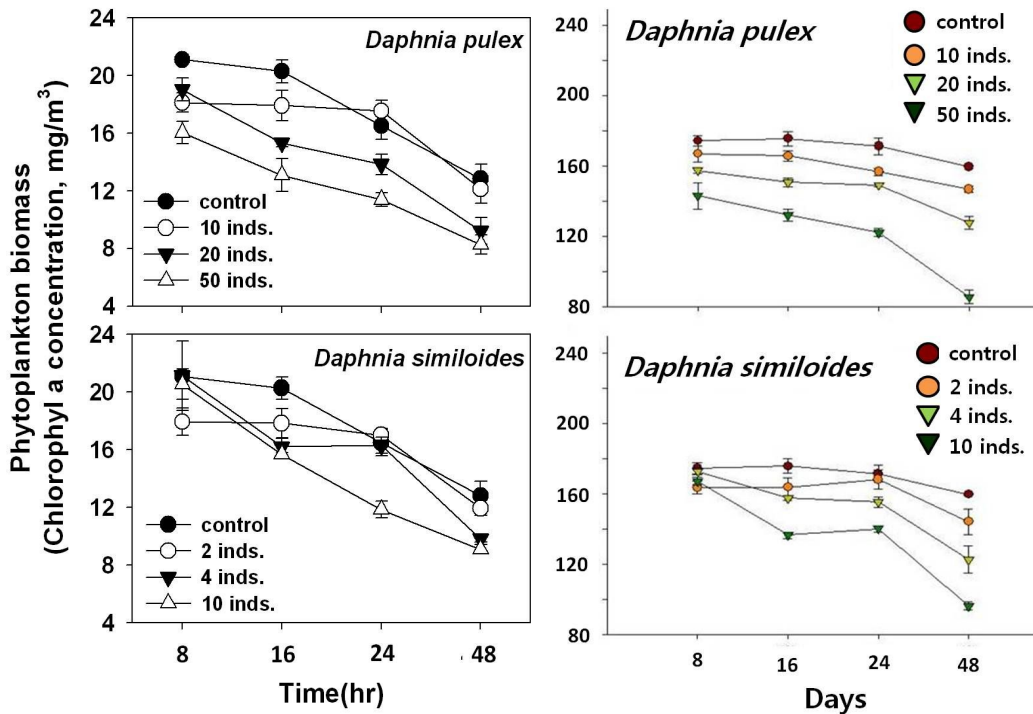 Phytoplankton biomass
(Chlorophyl a concentration, mg/m³)
24
20
16
12
8
4
Daphnia pulex
control
10 inds.
20 inds.
50 inds.
240
200
160
120
80
Daphnia pulex
control
10 inds.
20 inds.
50 inds.
24
20
16
12
8
4
Daphnia similoides
control
2 inds.
4 inds.
10 inds.
8
16
24
48
Time(hr)
240
200
160
120
80
Daphnia similoides
control
2 inds.
4 inds.
10 inds.
8
16
24
48
Days